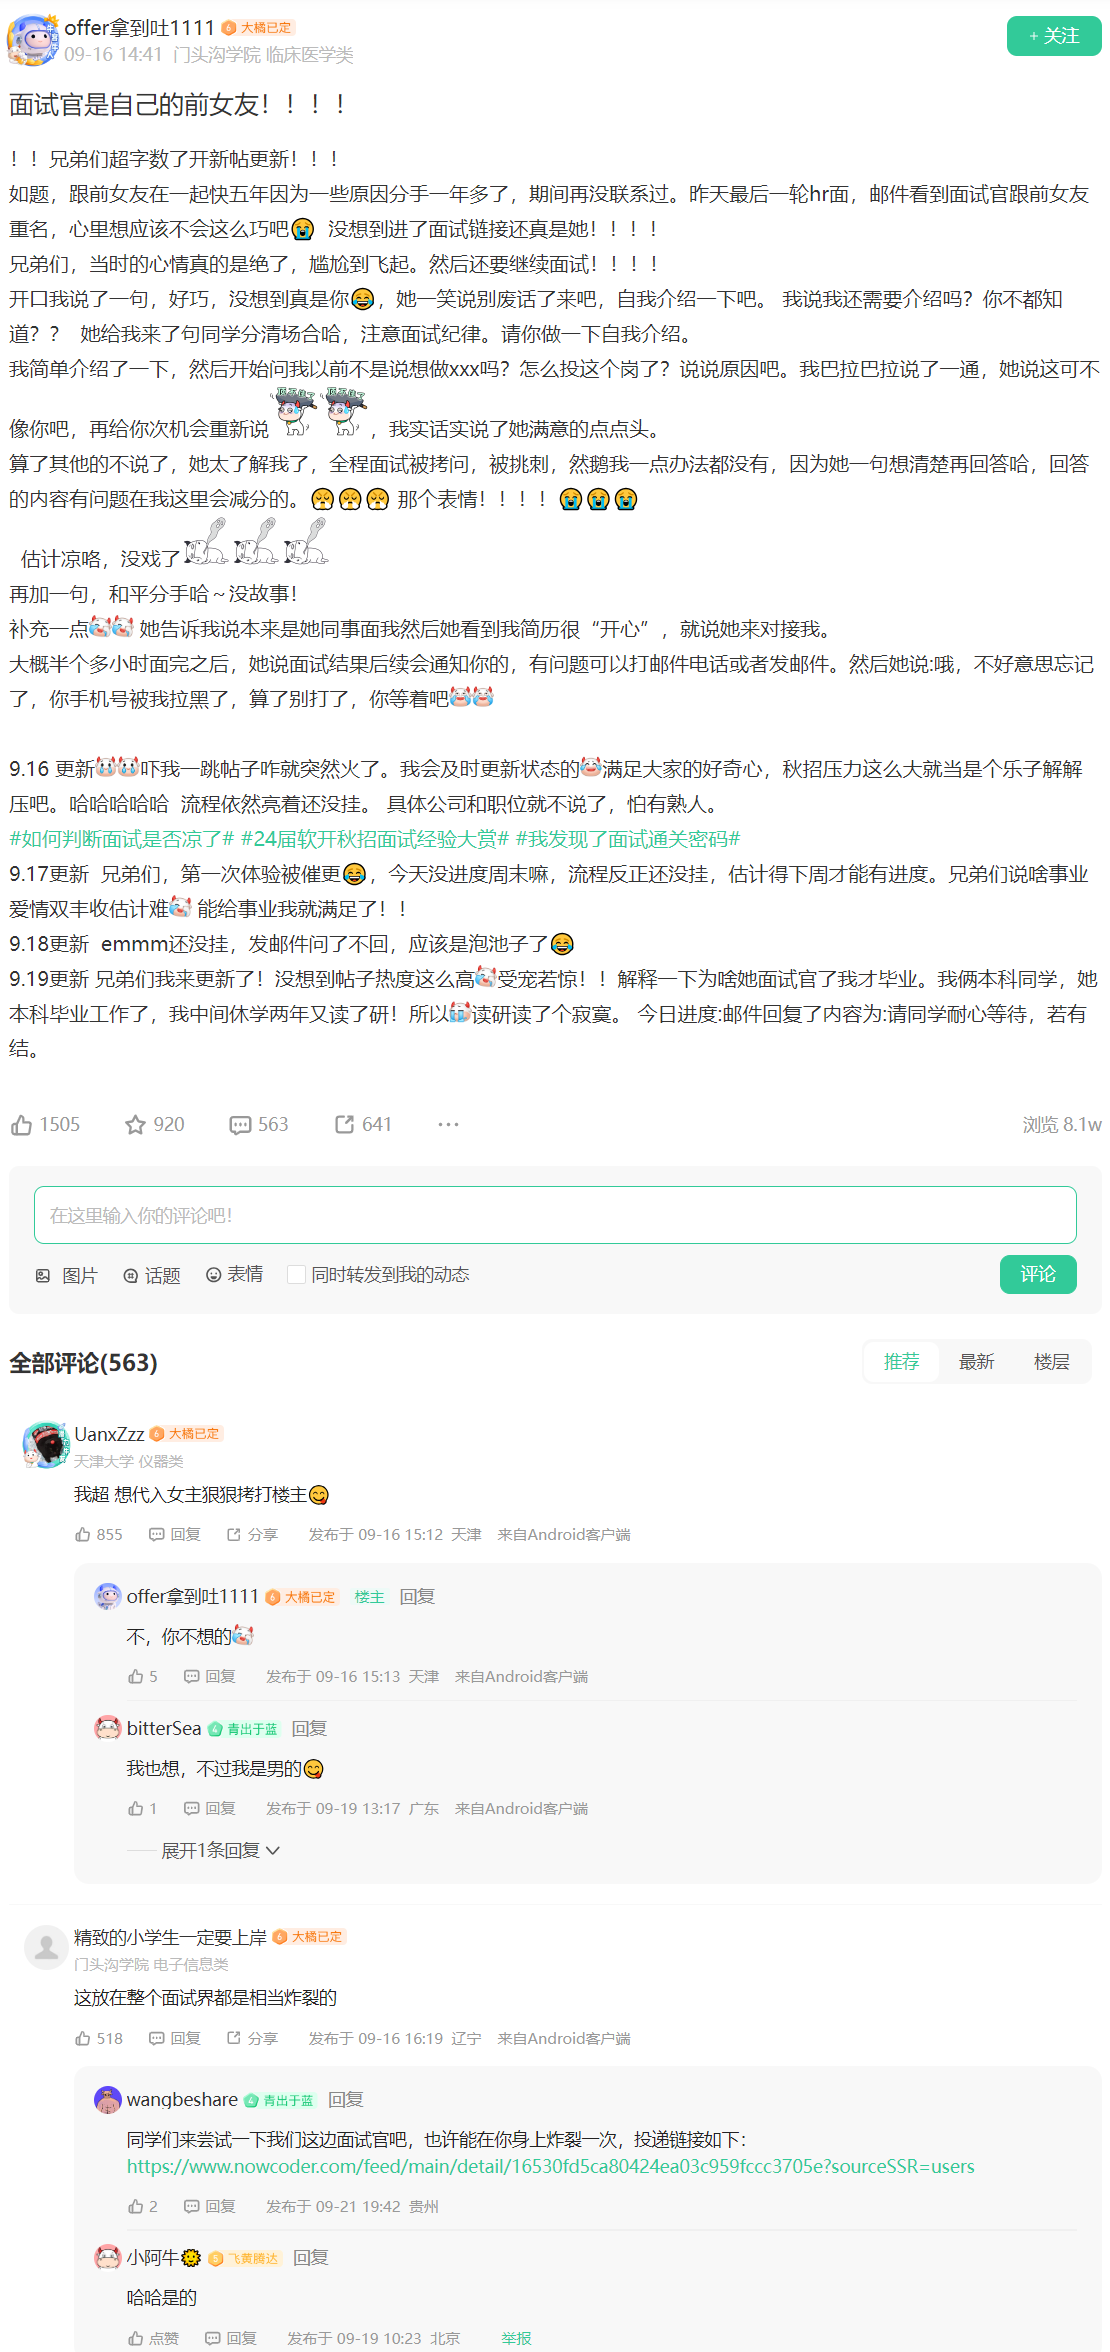 offer拿到吐1111 6 大橘已定
+ 关注
09-16 14:41 门头沟学院 临床医学类
面试官是自己的前女友！！！！
！！兄弟们超字数了开新帖更新！！！
如题，跟前女友在一起快五年因为一些原因分手一年多了，期间再没联系过。昨天最后一轮hr面，邮件看到面试官跟前女友
重名，心里想应该不会这么巧吧😭 没想到进了面试链接还真是她！！！！
兄弟们，当时的心情真的是绝了，尴尬到飞起。然后还要继续面试！！！！
开口我说了一句，好巧，没想到真是你😂，她一笑说别废话了来吧，自我介绍一下吧。 我说我还需要介绍吗？你不都知
道？？ 她给我来了句同学分清场合哈，注意面试纪律。请你做一下自我介绍。
我简单介绍了一下，然后开始问我以前不是说想做xxx吗？怎么投这个岗了？说说原因吧。我巴拉巴拉说了一通，她说这可不
像你吧，再给你次机会重新说 ，我实话实说了她满意的点点头。
算了其他的不说了，她太了解我了，全程面试被拷问，被挑刺，然鹅我一点办法都没有，因为她一句想清楚再回答哈，回答
的内容有问题在我这里会减分的。😤😤😤 那个表情！！！！😭😭😭
估计凉咯，没戏了
再加一句，和平分手哈～没故事！
补充一点 她告诉我说本来是她同事面我然后她看到我简历很“开心”，就说她来对接我。
大概半个多小时面完之后，她说面试结果后续会通知你的，有问题可以打邮件电话或者发邮件。然后她说:哦，不好意思忘记
了，你手机号被我拉黑了，算了别打了，你等着吧
9.16 更新吓我一跳帖子咋就突然火了。我会及时更新状态的满足大家的好奇心，秋招压力这么大就当是个乐子解解
压吧。哈哈哈哈哈 流程依然亮着还没挂。 具体公司和职位就不说了，怕有熟人。
#如何判断面试是否凉了# #24届软开秋招面试经验大赏# #我发现了面试通关密码#
9.17更新 兄弟们，第一次体验被催更😂，今天没进度周末嘛，流程反正还没挂，估计得下周才能有进度。兄弟们说啥事业
爱情双丰收估计难 能给事业我就满足了！！
9.18更新 emmm还没挂，发邮件问了不回，应该是泡池子了😂
9.19更新 兄弟们我来更新了！没想到帖子热度这么高受宠若惊！！解释一下为啥她面试官了我才毕业。我俩本科同学，她
本科毕业工作了，我中间休学两年又读了研！所以读研读了个寂寞。 今日进度:邮件回复了内容为:请同学耐心等待，若有
结。
1505 920 563 641 ···
浏览 8.1w
在这里输入你的评论吧！
图片 话题 表情 同时转发到我的动态
评论
全部评论(563)
推荐 最新 楼层
UanxZzz 6 大橘已定
天津大学 仪器类
我超 想代入女主狠狠拷打楼主😋
855 回复 分享 发布于 09-16 15:12 天津 来自Android客户端
offer拿到吐1111 6 大橘已定 楼主 回复
不，你不想的
5 回复 发布于 09-16 15:13 天津 来自Android客户端
bitterSea 4 青出于蓝 回复
我也想，不过我是男的😋
1 回复 发布于 09-19 13:17 广东 来自Android客户端
展开1条回复
精致的小学生一定要上岸 6 大橘已定
门头沟学院 电子信息类
这放在整个面试界都是相当炸裂的
518 回复 分享 发布于 09-16 16:19 辽宁 来自Android客户端
wangbeshare 4 青出于蓝 回复
同学们来尝试一下我们这边面试官吧，也许能在你身上炸裂一次，投递链接如下：
https://www.nowcoder.com/feed/main/detail/16530fd5ca80424ea03c959fccc3705e?sourceSSR=users
2 回复 发布于 09-21 19:42 贵州
小阿牛 5 飞黄腾达 回复
哈哈是的
点赞 回复 发布于 09-19 10:23 北京 举报